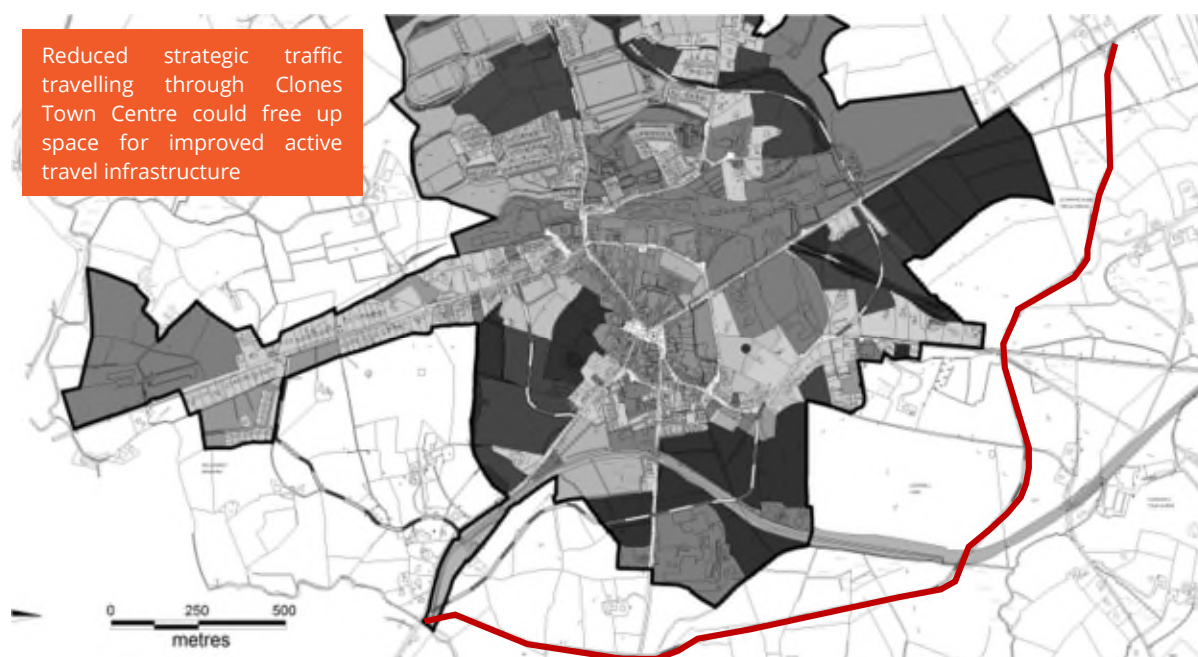 Reduced strategic traffic
travelling through Clones
Town Centre could free up
space for improved active
travel infrastructure
0 250 500
metres